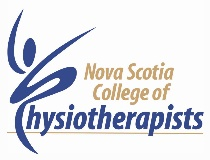 Nova Scotia
College of
Physiotherapists